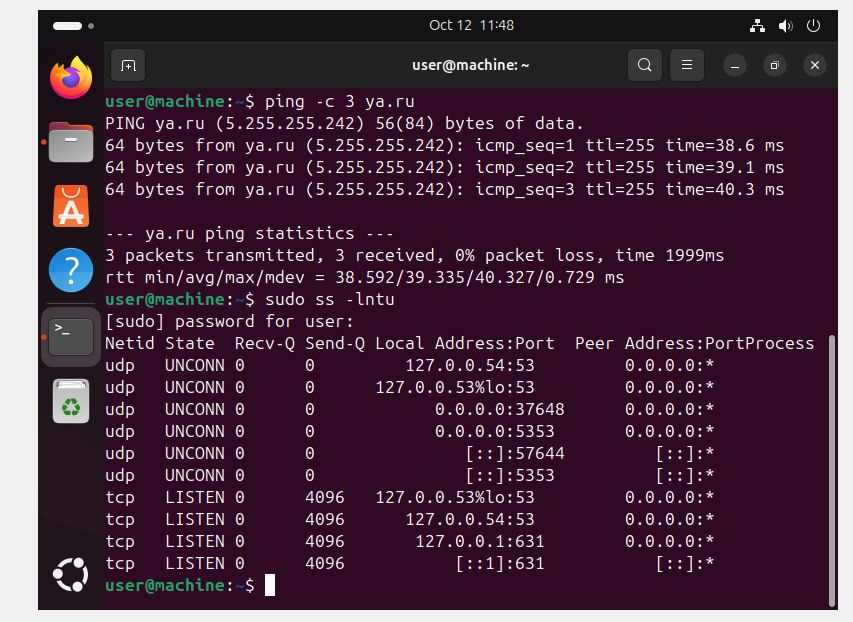 Oct 12 11:48
user@machine: ~
user@machine:~$ ping -c 3 ya.ru
PING ya.ru (5.255.255.242) 56(84) bytes of data.
64 bytes from ya.ru (5.255.255.242): icmp_seq=1 ttl=255 time=38.6 ms
64 bytes from ya.ru (5.255.255.242): icmp_seq=2 ttl=255 time=39.1 ms
64 bytes from ya.ru (5.255.255.242): icmp_seq=3 ttl=255 time=40.3 ms
--- ya.ru ping statistics ---
3 packets transmitted, 3 received, 0% packet loss, time 1999ms
rtt min/avg/max/mdev = 38.592/39.335/40.327/0.729 ms
user@machine:~$ sudo ss -lntu
[sudo] password for user:
Netid State  Recv-Q Send-Q Local Address:Port  Peer Address:PortProcess
udp   UNCONN 0      0         127.0.0.54:53         0.0.0.0:*
udp   UNCONN 0      0      127.0.0.53%lo:53         0.0.0.0:*
udp   UNCONN 0      0            0.0.0.0:37648      0.0.0.0:*
udp   UNCONN 0      0            0.0.0.0:5353       0.0.0.0:*
udp   UNCONN 0      0               [::]:57644         [::]:*
udp   UNCONN 0      0               [::]:5353          [::]:*
tcp   LISTEN 0      4096   127.0.0.53%lo:53         0.0.0.0:*
tcp   LISTEN 0      4096      127.0.0.54:53         0.0.0.0:*
tcp   LISTEN 0      4096       127.0.0.1:631        0.0.0.0:*
tcp   LISTEN 0      4096           [::1]:631           [::]:*
user@machine:~$